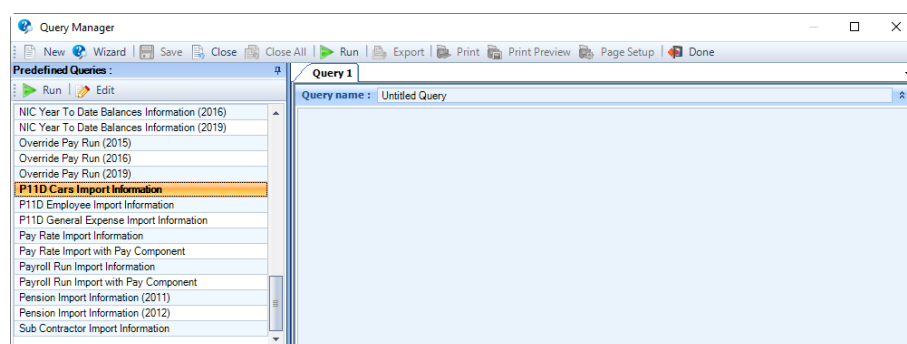 Query Manager
New Wizard Save Close Close All Run Export Print Print Preview Page Setup Done
Predefined Queries :
Query 1
Run Edit
Query name : Untitled Query
NIC Year To Date Balances Information (2016)
NIC Year To Date Balances Information (2019)
Override Pay Run (2015)
Override Pay Run (2016)
Override Pay Run (2019)
P11D Cars Import Information
P11D Employee Import Information
P11D General Expense Import Information
Pay Rate Import Information
Pay Rate Import with Pay Component
Payroll Run Import Information
Payroll Run Import with Pay Component
Pension Import Information (2011)
Pension Import Information (2012)
Sub Contractor Import Information